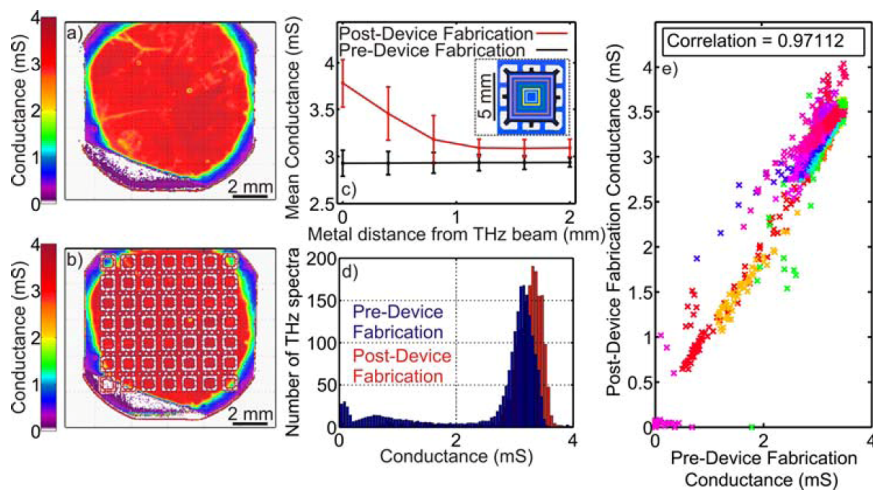 a)
4
3
2
1
0
Conductance (mS)
2 mm
b)
4
3
2
1
0
Conductance (mS)
2 mm
Post-Device Fabrication
Pre-Device Fabrication
4
3.5
3
2.5
Mean Conductance (mS)
5 mm
c)
0
1
2
Metal distance from THz beam (mm)
d)
200
150
100
50
0
Number of THz spectra
Pre-Device
Fabrication
Post-Device
Fabrication
0
2
4
Conductance (mS)
Correlation = 0.97112
e)
4
3.5
3
2.5
2
1.5
1
0.5
0
Post-Device Fabrication Conductance (mS)
0
2
4
Pre-Device Fabrication
Conductance (mS)